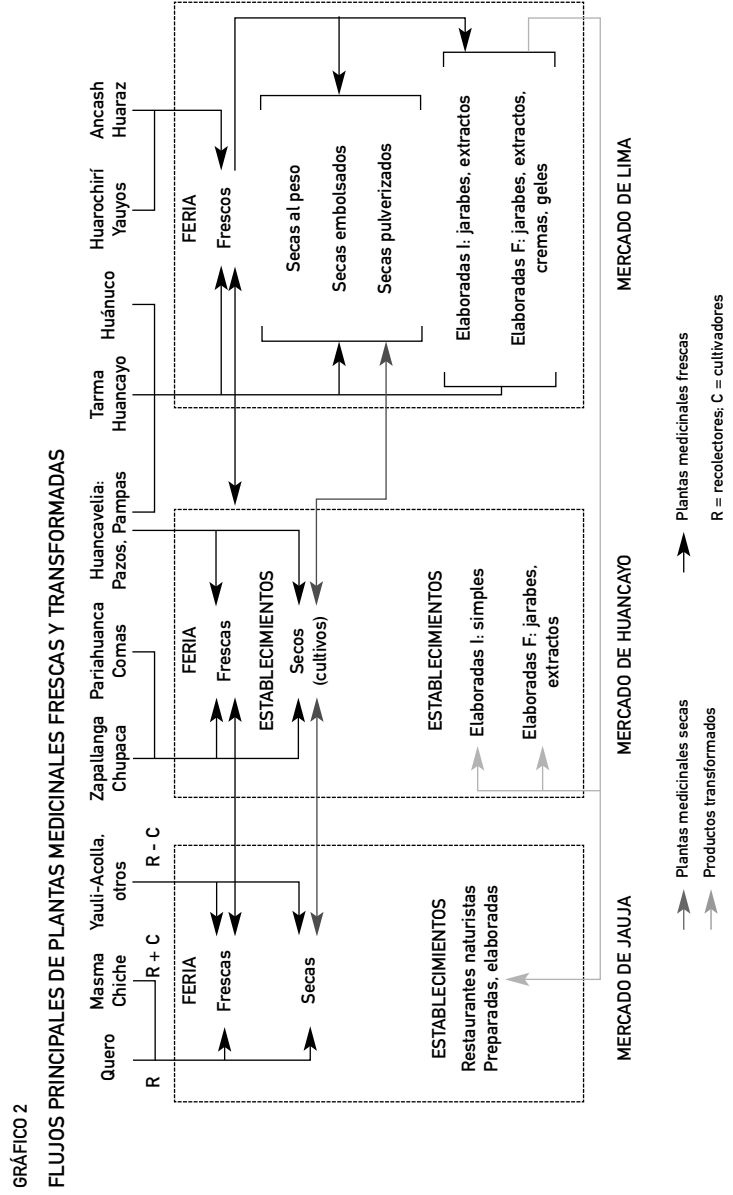 GRÁFICO 2
FLUJOS PRINCIPALES DE PLANTAS MEDICINALES FRESCAS Y TRANSFORMADAS
Quero
Masma
Chiche
Yauli-Acolla,
otros
Zapallanga
Chupaca
Pariahuanca
Comas
Huancavelia:
Pazos, Pampas
Tarma
Huancayo
Huánuco
Huarochirí
Yauyos
Ancash
Huaraz
R
R + C
R - C
FERIA
Frescas
Secas
ESTABLECIMIENTOS
Restaurantes naturistas
Preparadas, elaboradas
MERCADO DE JAUJA
FERIA
Frescas
ESTABLECIMIENTOS
Secos
(cultivos)
ESTABLECIMIENTOS
Elaboradas I: simples
Elaboradas F: jarabes,
extractos
MERCADO DE HUANCAYO
FERIA
Frescos
Secas al peso
Secas embolsados
Secas pulverizados
Elaboradas I: jarabes, extractos
Elaboradas F: jarabes, extractos,
cremas, geles
MERCADO DE LIMA
Plantas medicinales secas
Productos transformados
Plantas medicinales frescas
R = recolectores; C = cultivadores